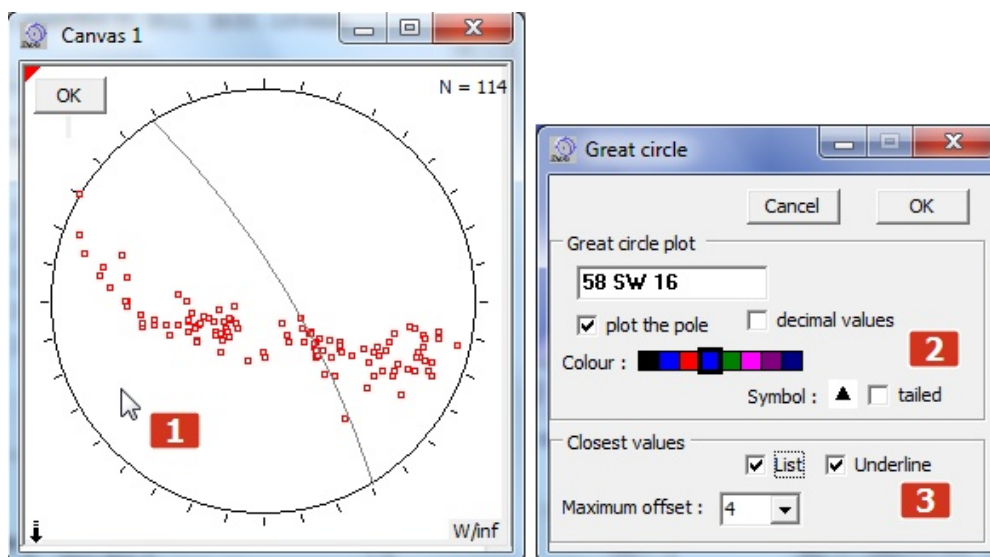 Canvas 1
OK
N = 114
1
W/inf
Great circle
Cancel
OK
Great circle plot
58 SW 16
plot the pole
decimal values
Colour :
2
Symbol :
tailed
Closest values
List
Underline
Maximum offset :
4
3